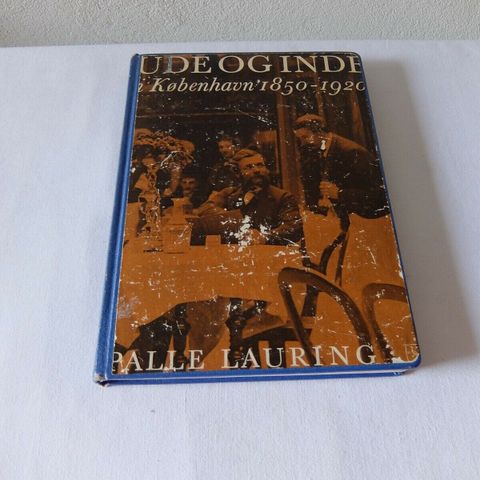 UDE OG INDE
i København 1850-1920
PALLE LAURING